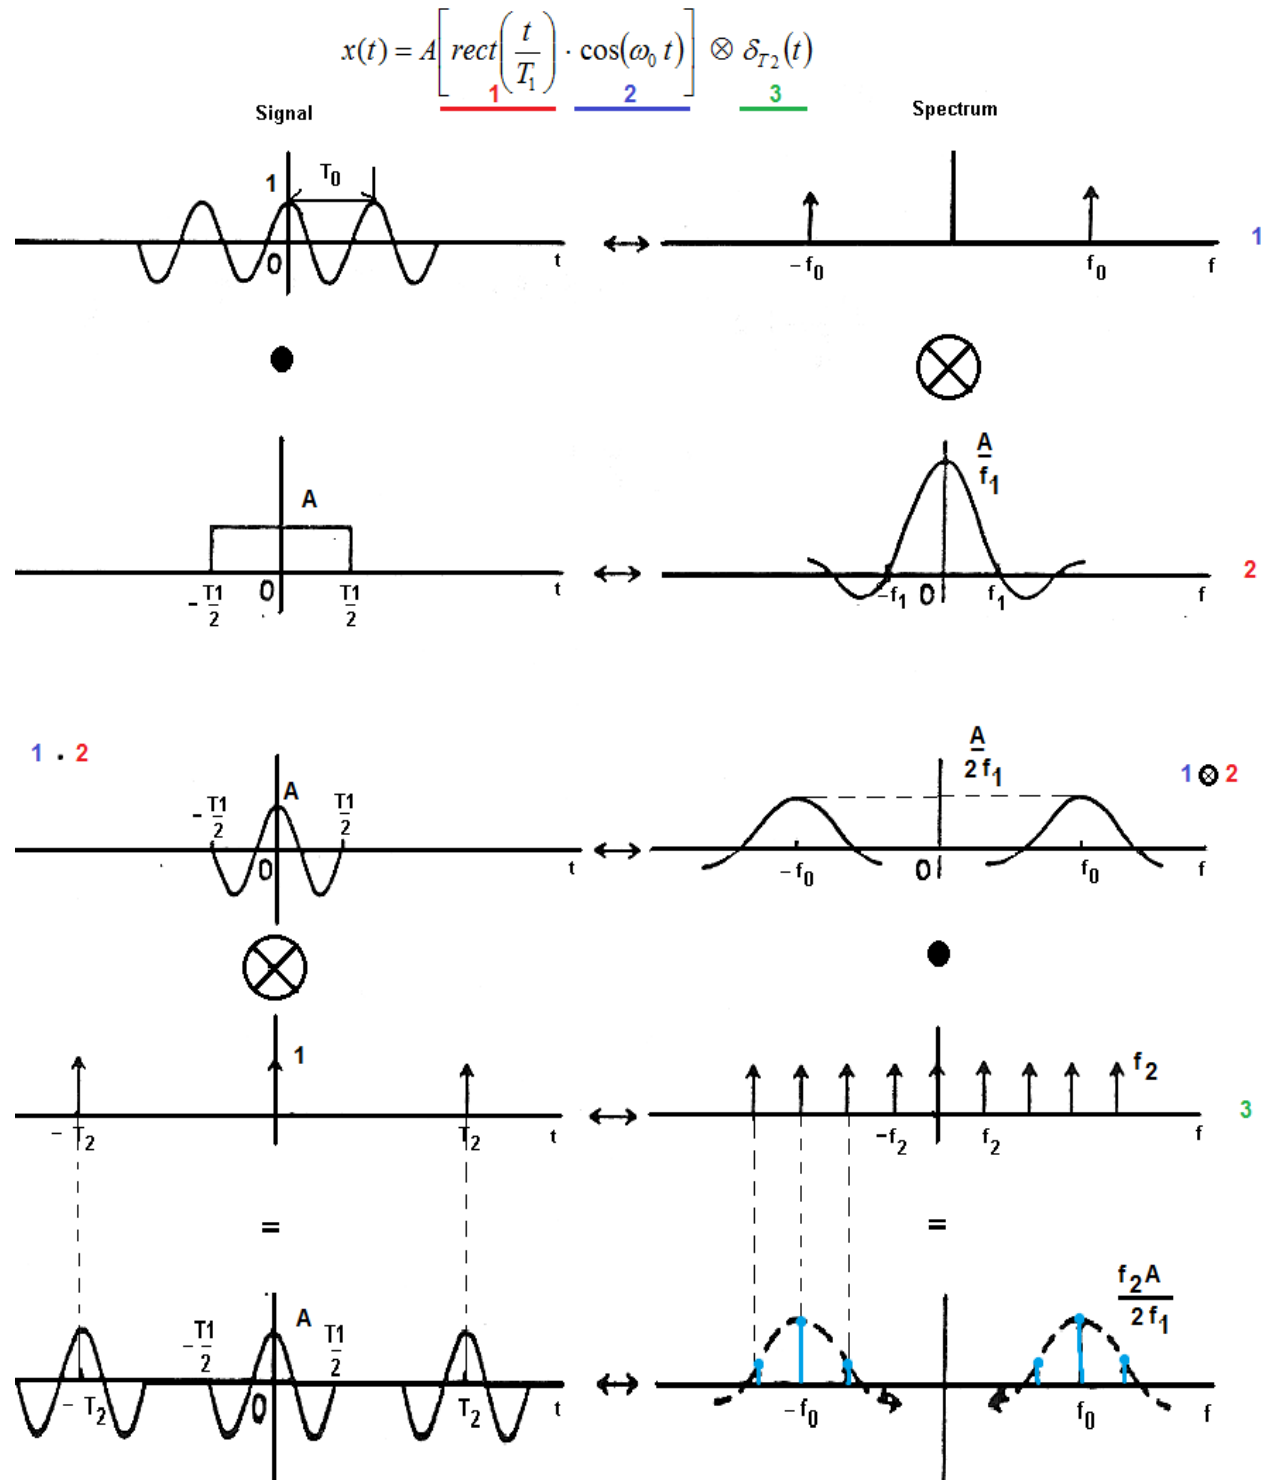 x(t) = A[rect(t/T₁) · cos(ω₀ t)] ⊗ δ_T2(t)
1 2 3
Signal Spectrum
1 T₀
0 t
-f₀ f₀ f 1
A
-T1/2 0 T1/2 t
A/f₁
-f₁ 0 f₁ f 2
1 . 2
A
-T1/2 T1/2
0 t
A/2f₁
1 ⊗ 2
-f₀ 0 f₀ f
1
-T₂ T₂ t
f₂
-f₂ f₂ f 3
= =
A
-T1/2 T1/2
-T₂ 0 T₂ t
f₂A/2f₁
-f₀ f₀ f